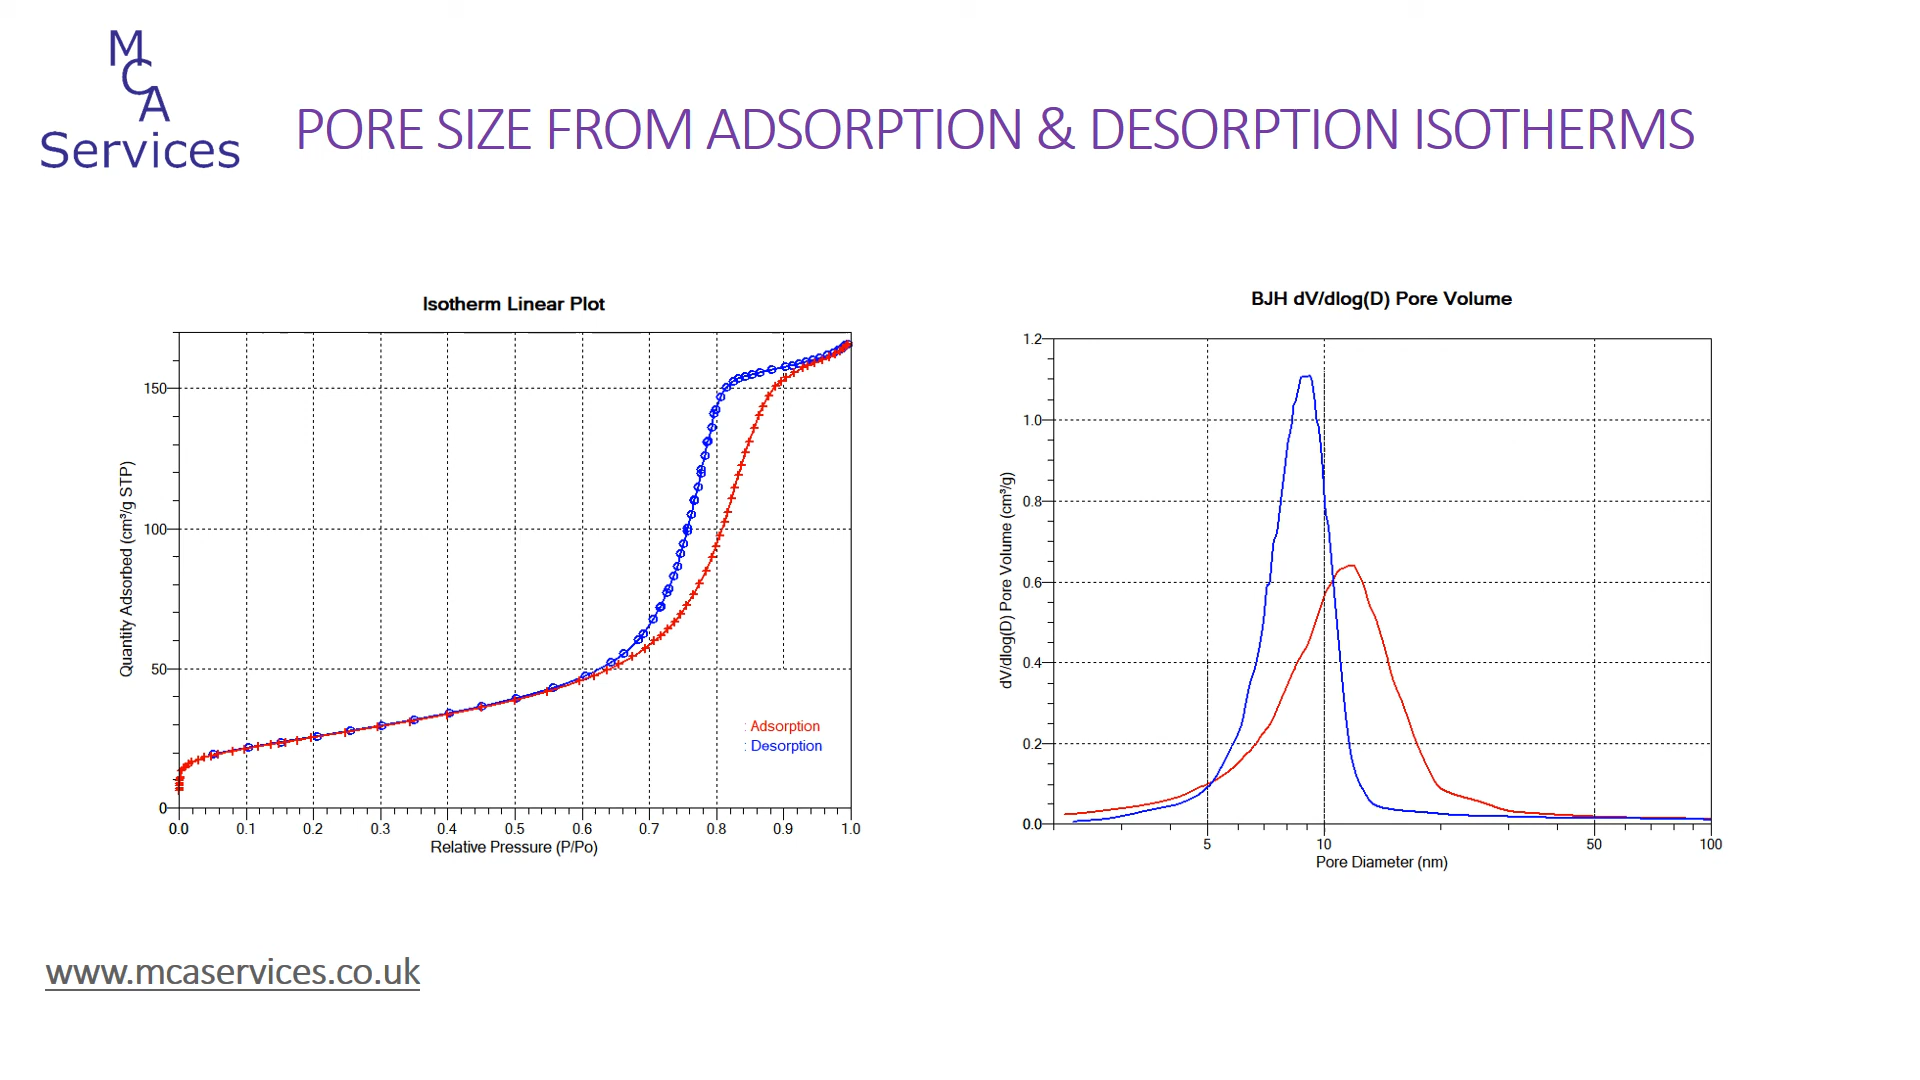 M
C
A
Services
PORE SIZE FROM ADSORPTION & DESORPTION ISOTHERMS
Isotherm Linear Plot
150
100
50
0
Quantity Adsorbed (cm³/g STP)
: Adsorption
: Desorption
0.0 0.1 0.2 0.3 0.4 0.5 0.6 0.7 0.8 0.9 1.0
Relative Pressure (P/Po)
BJH dV/dlog(D) Pore Volume
1.2
1.0
0.8
0.6
0.4
0.2
0.0
dV/dlog(D) Pore Volume (cm³/g)
5 10 50 100
Pore Diameter (nm)
www.mcaservices.co.uk